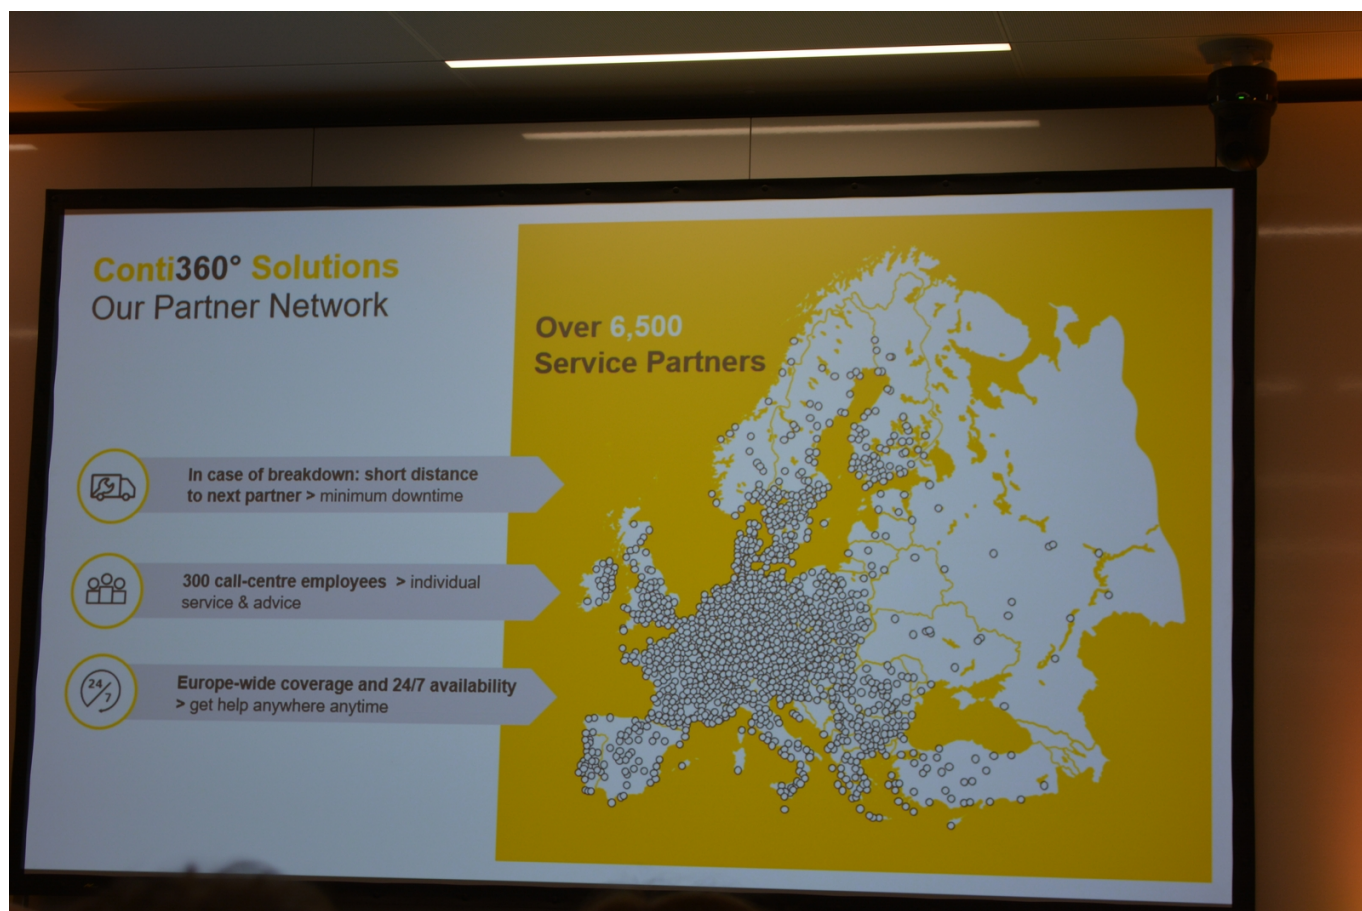 Conti360° Solutions
Our Partner Network
Over 6,500
Service Partners
In case of breakdown: short distance
to next partner > minimum downtime
300 call-centre employees > individual
service & advice
24/7
Europe-wide coverage and 24/7 availability
> get help anywhere anytime